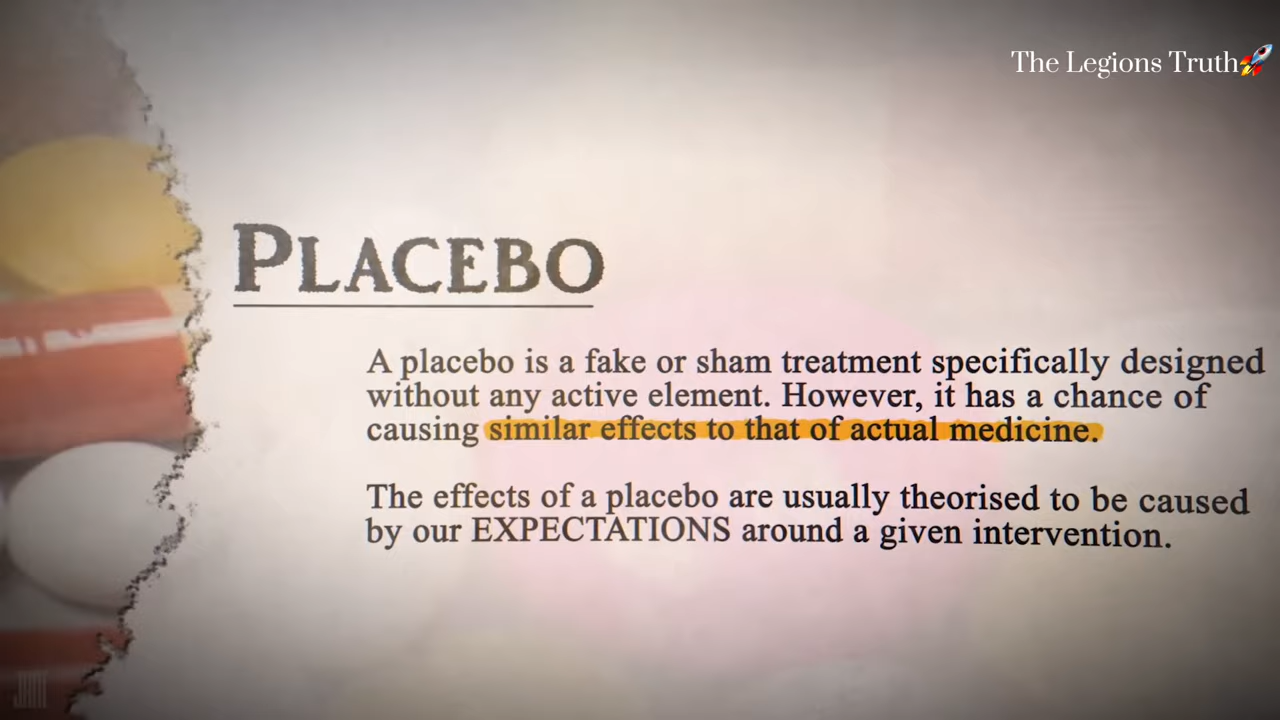 The Legions Truth🚀
PLACEBO
A placebo is a fake or sham treatment specifically designed
without any active element. However, it has a chance of
causing similar effects to that of actual medicine.
The effects of a placebo are usually theorised to be caused
by our EXPECTATIONS around a given intervention.